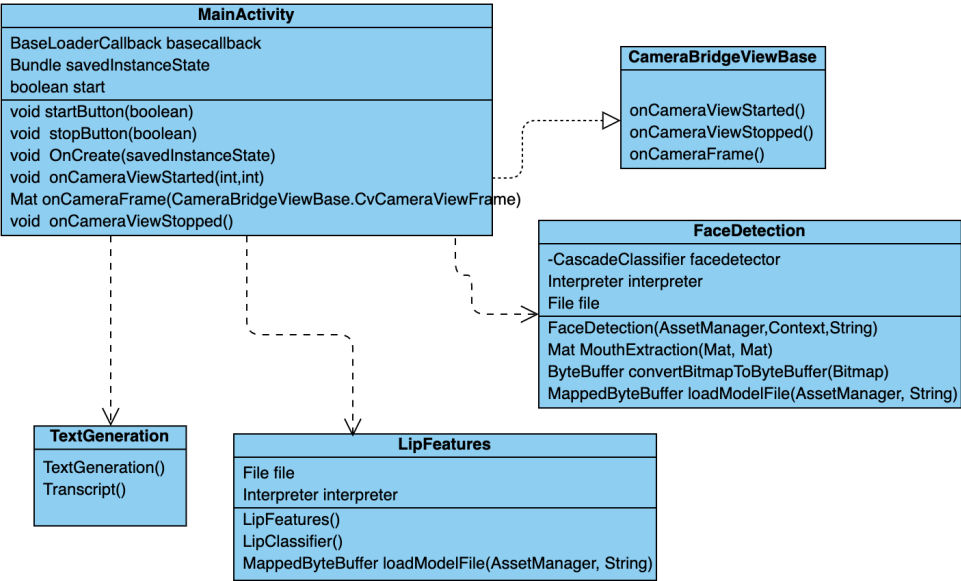 MainActivity
BaseLoaderCallback basecallback
Bundle savedInstanceState
boolean start
void startButton(boolean)
void stopButton(boolean)
void OnCreate(savedInstanceState)
void onCameraViewStarted(int,int)
Mat onCameraFrame(CameraBridgeViewBase.CvCameraViewFrame)
void onCameraViewStopped()
CameraBridgeViewBase
onCameraViewStarted()
onCameraViewStopped()
onCameraFrame()
FaceDetection
-CascadeClassifier facedetector
Interpreter interpreter
File file
FaceDetection(AssetManager,Context,String)
Mat MouthExtraction(Mat, Mat)
ByteBuffer convertBitmapToByteBuffer(Bitmap)
MappedByteBuffer loadModelFile(AssetManager, String)
TextGeneration
TextGeneration()
Transcript()
LipFeatures
File file
Interpreter interpreter
LipFeatures()
LipClassifier()
MappedByteBuffer loadModelFile(AssetManager, String)